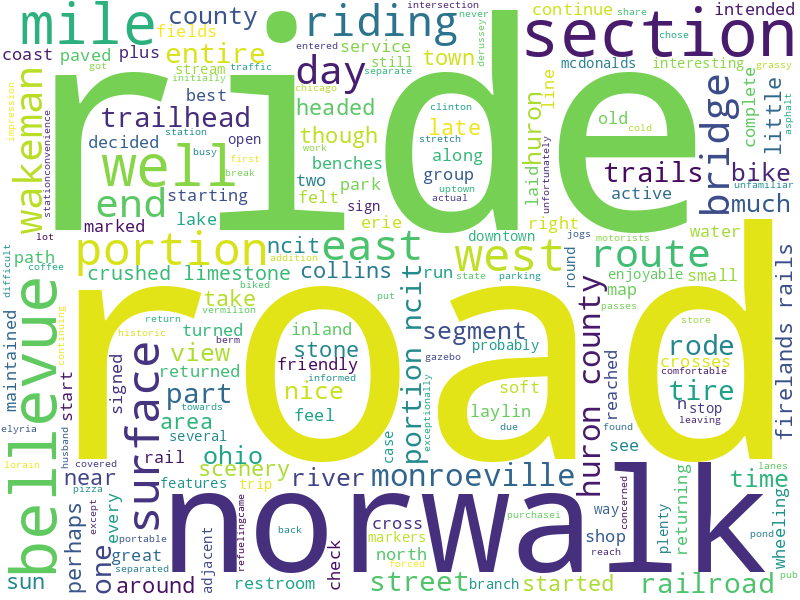 ride
road
norwalk
section
mile
riding
day
well
end
east
west
portion
bellevue
surface
route
bridge
wakeman
trailhead
county
coast
paved
plus
fields
entire
stream
service
still
town
headed
intersection
never
share
entered
derussey
continue
intended
chose
mcdonalds
interesting
grassy
got
traffic
separate
initially
chicago
impression
best
station
decided
open
busy
work
first
break
stationconvenience
starting
two
lake
marked
benches
though
park
felt
sign
erie
clinton
late
stretch
along
group
uptown
actual
line
laid
huron
right
unfortunately
old
cold
trails
active
bike
much
unfamiliar
little
complete
asphalt
water
downtown
motorists
jogs
lot
path
coffee
difficult
maintained
ncit
crushed limestone
collins
addition
biked
take
run
state
parking
round
map
enjoyable
small
passes
put
return
vermilion
historic
berm
turned
view
returned
inland
stone
friendly
informed
nice
feel
towards
part
area
several
segment
gazebo
probably
portion ncit
exceptionally
soft
laylin
due
case
huron county
reached
rode
crosses
comfortable
tire
n
stop
leaving
store
found
see
firelands rails
continuing
start
signed
elyria
lorain
husband
covered
rail
near
ohio
scenery
features
trip
river
monroeville
time
lanes
pizza
except
portable
every
perhaps
one
great
separated
sun
around
adjacent
refuelingcame
restroom
check
back
cross
markers
north
forced
street
branch
purchasei
started
way
shop
reach
concerned
plenty
returning
railroad
wheeling
pond
pub